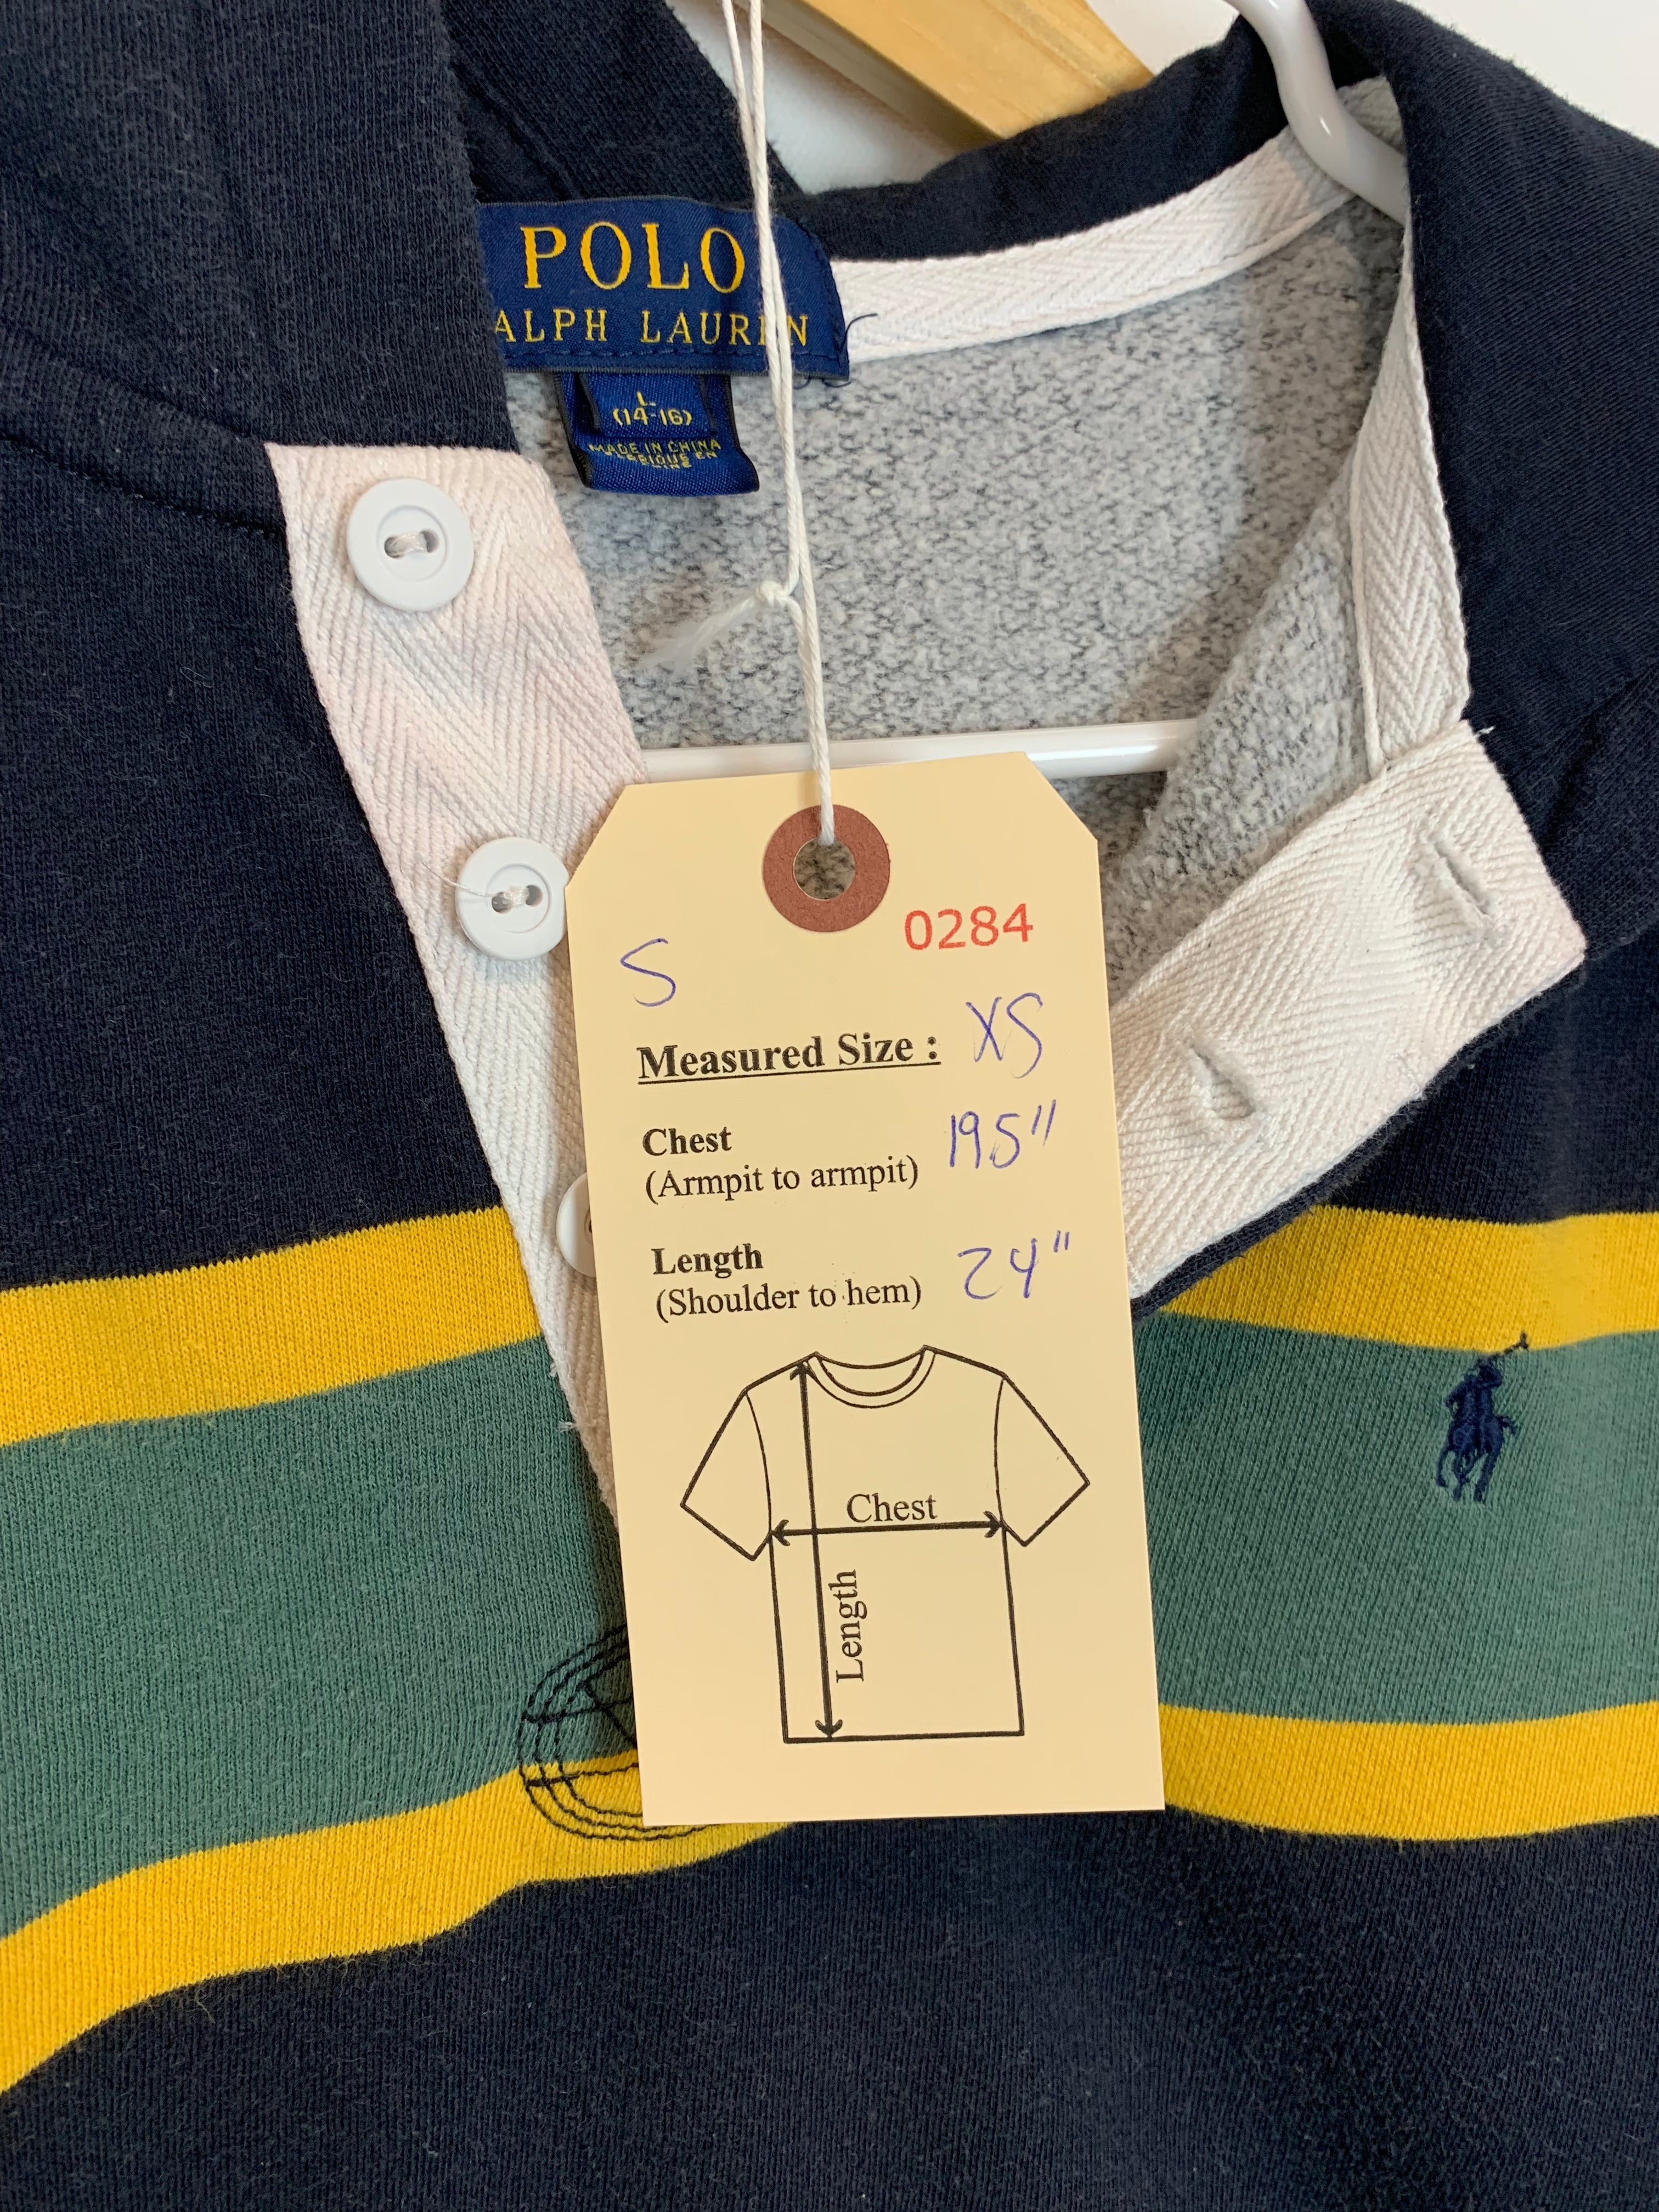 POLO
ALPH LAUREN
L
(14-16)
MADE IN CHINA
0284
S
Measured Size : XS
Chest
(Armpit to armpit) 19.5"
Length
(Shoulder to hem) 24"
Chest
Length